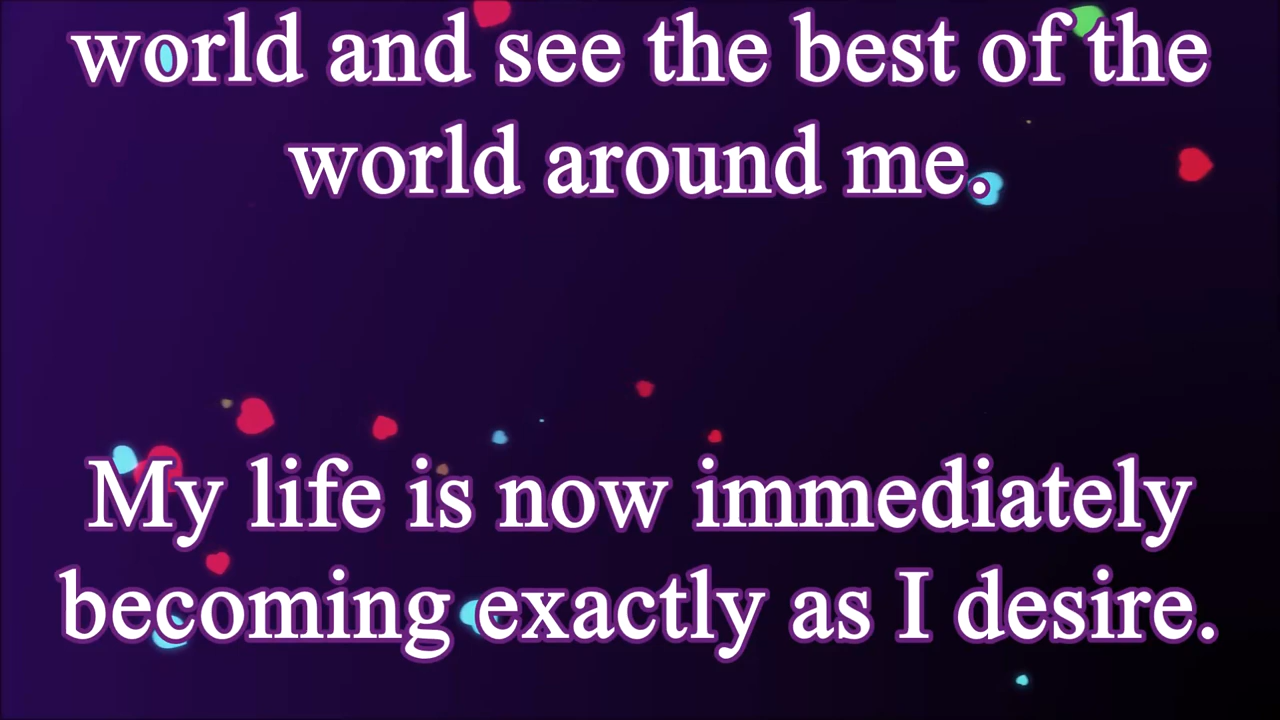 world and see the best of the
world around me.
My life is now immediately
becoming exactly as I desire.